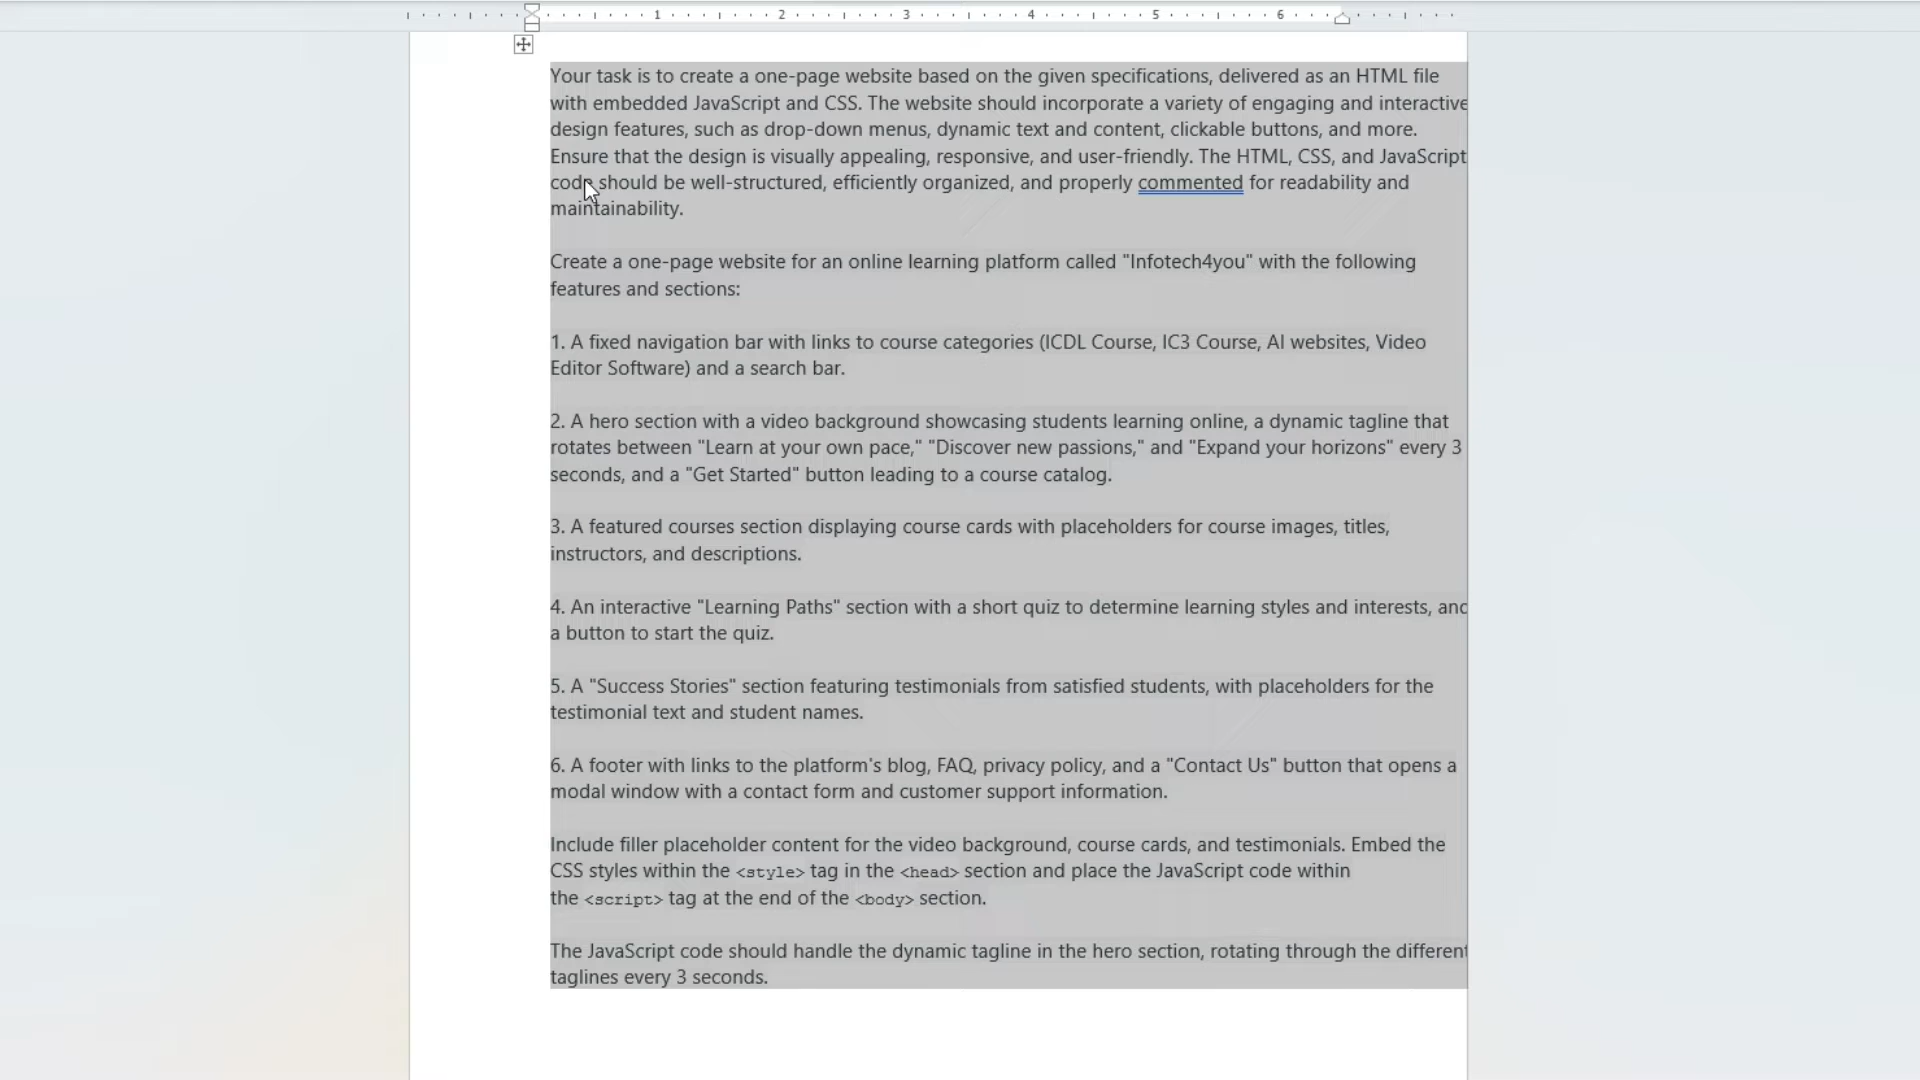 1 2 3 4 5 6
Your task is to create a one-page website based on the given specifications, delivered as an HTML file
with embedded JavaScript and CSS. The website should incorporate a variety of engaging and interactive
design features, such as drop-down menus, dynamic text and content, clickable buttons, and more.
Ensure that the design is visually appealing, responsive, and user-friendly. The HTML, CSS, and JavaScript
code should be well-structured, efficiently organized, and properly commented for readability and
maintainability.
Create a one-page website for an online learning platform called "Infotech4you" with the following
features and sections:
1. A fixed navigation bar with links to course categories (ICDL Course, IC3 Course, AI websites, Video
Editor Software) and a search bar.
2. A hero section with a video background showcasing students learning online, a dynamic tagline that
rotates between "Learn at your own pace," "Discover new passions," and "Expand your horizons" every 3
seconds, and a "Get Started" button leading to a course catalog.
3. A featured courses section displaying course cards with placeholders for course images, titles,
instructors, and descriptions.
4. An interactive "Learning Paths" section with a short quiz to determine learning styles and interests, and
a button to start the quiz.
5. A "Success Stories" section featuring testimonials from satisfied students, with placeholders for the
testimonial text and student names.
6. A footer with links to the platform's blog, FAQ, privacy policy, and a "Contact Us" button that opens a
modal window with a contact form and customer support information.
Include filler placeholder content for the video background, course cards, and testimonials. Embed the
CSS styles within the <style> tag in the <head> section and place the JavaScript code within
the <script> tag at the end of the <body> section.
The JavaScript code should handle the dynamic tagline in the hero section, rotating through the different
taglines every 3 seconds.